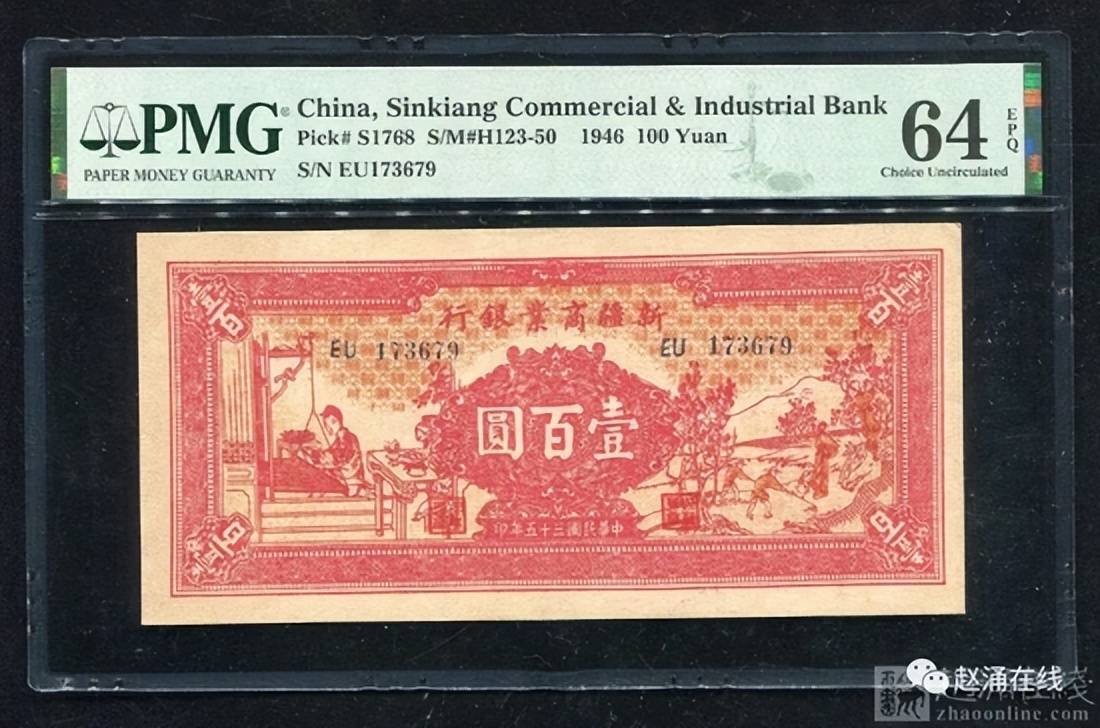 PMG®
PAPER MONEY GUARANTY
China, Sinkiang Commercial & Industrial Bank
Pick# S1768 S/M#H123-50 1946 100 Yuan
S/N EU173679
64
EPQ
Choice Uncirculated
行銀業商疆新
EU 173679
EU 173679
圓百壹
印年五十三國民華中
赵涌在线
zhaoonline.com